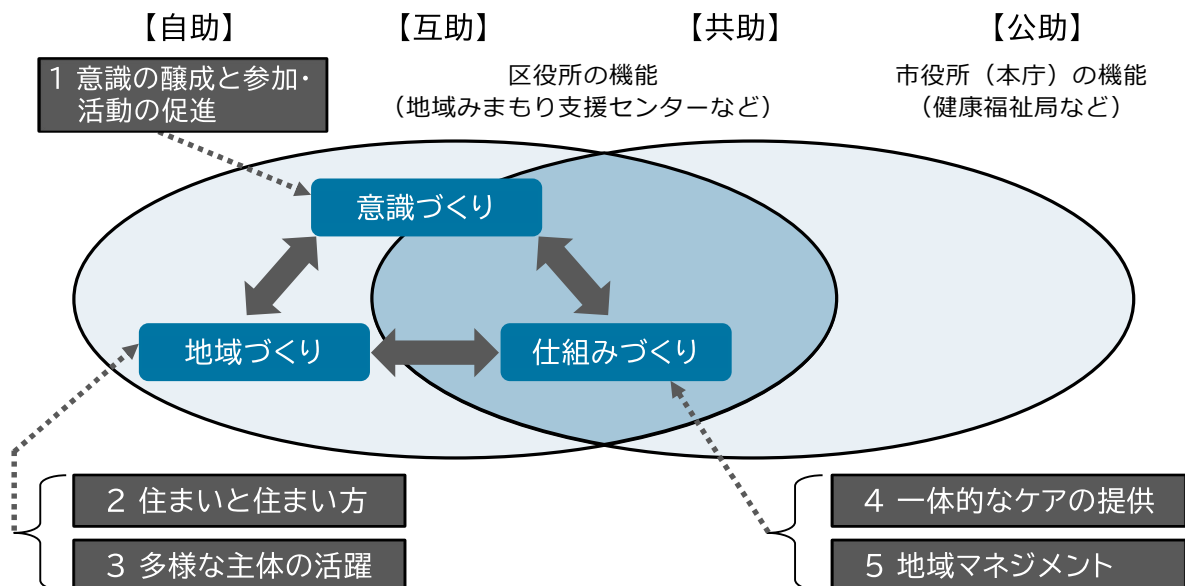 【自助】 【互助】 【共助】 【公助】
1 意識の醸成と参加・
活動の促進
区役所の機能
（地域みまもり支援センターなど）
市役所（本庁）の機能
（健康福祉局など）
意識づくり
地域づくり
仕組みづくり
2 住まいと住まい方
3 多様な主体の活躍
4 一体的なケアの提供
5 地域マネジメント